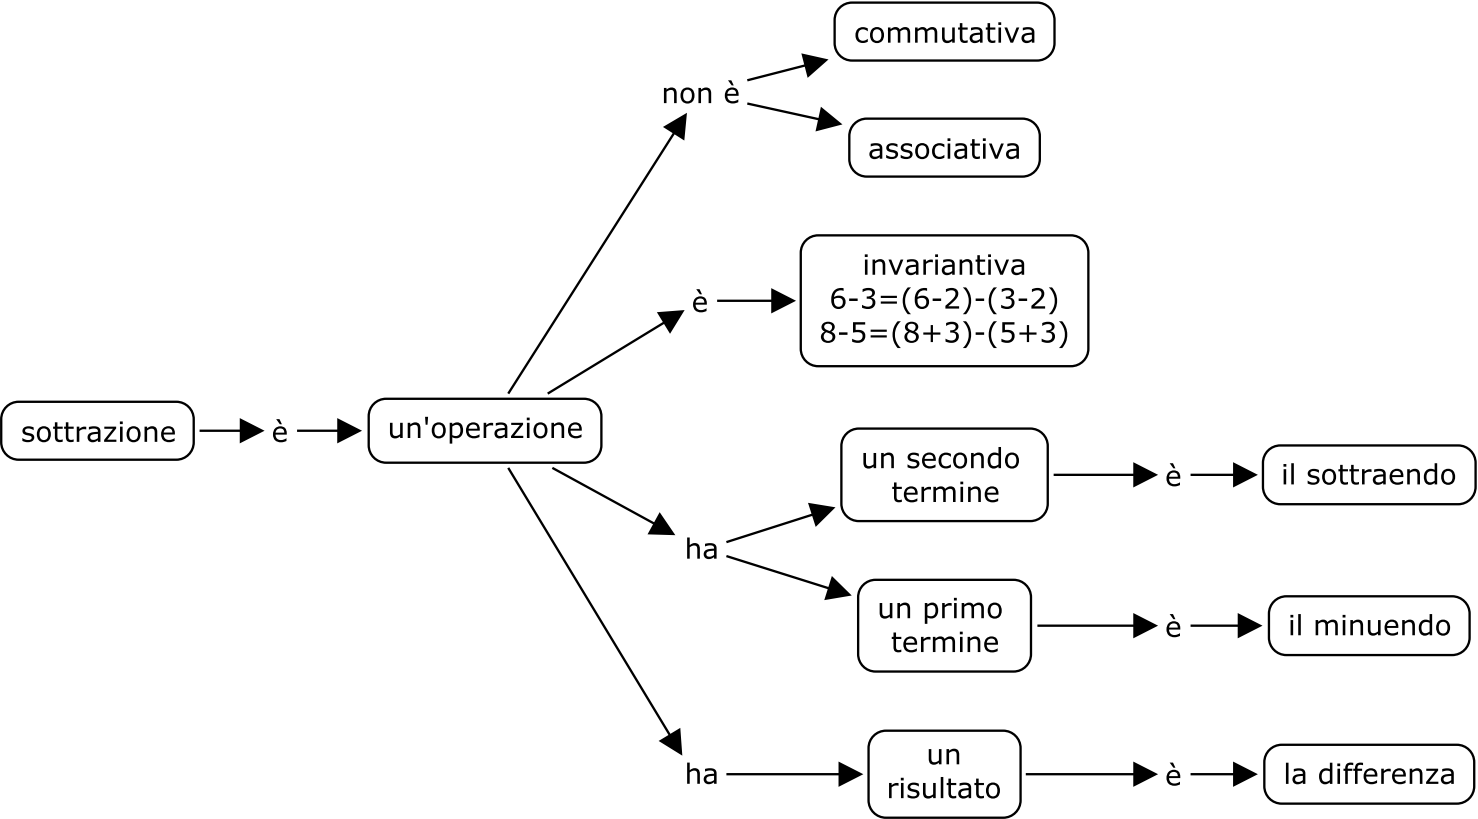 commutativa
non è
associativa
invariantiva
6-3=(6-2)-(3-2)
8-5=(8+3)-(5+3)
è
sottrazione
è
un'operazione
un secondo
termine
è
il sottraendo
ha
un primo
termine
è
il minuendo
ha
un
risultato
è
la differenza